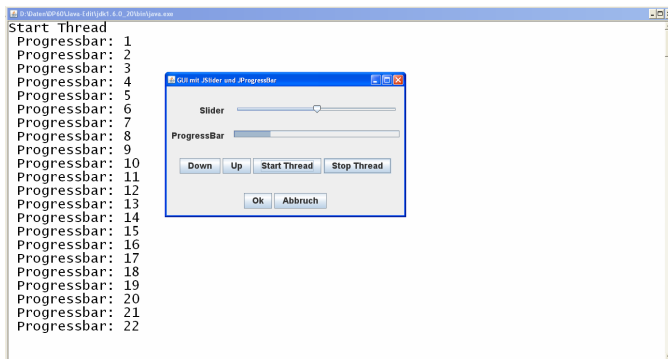 D:\Daten\DP40\Java-Edit\jdk1.6.0_20\bin\java.exe
Start Thread
Progressbar: 1
Progressbar: 2
Progressbar: 3
Progressbar: 4
Progressbar: 5
Progressbar: 6
Progressbar: 7
Progressbar: 8
Progressbar: 9
Progressbar: 10
Progressbar: 11
Progressbar: 12
Progressbar: 13
Progressbar: 14
Progressbar: 15
Progressbar: 16
Progressbar: 17
Progressbar: 18
Progressbar: 19
Progressbar: 20
Progressbar: 21
Progressbar: 22
GUI mit JSlider und JProgressBar
Slider
ProgressBar
Down Up Start Thread Stop Thread
Ok Abbruch